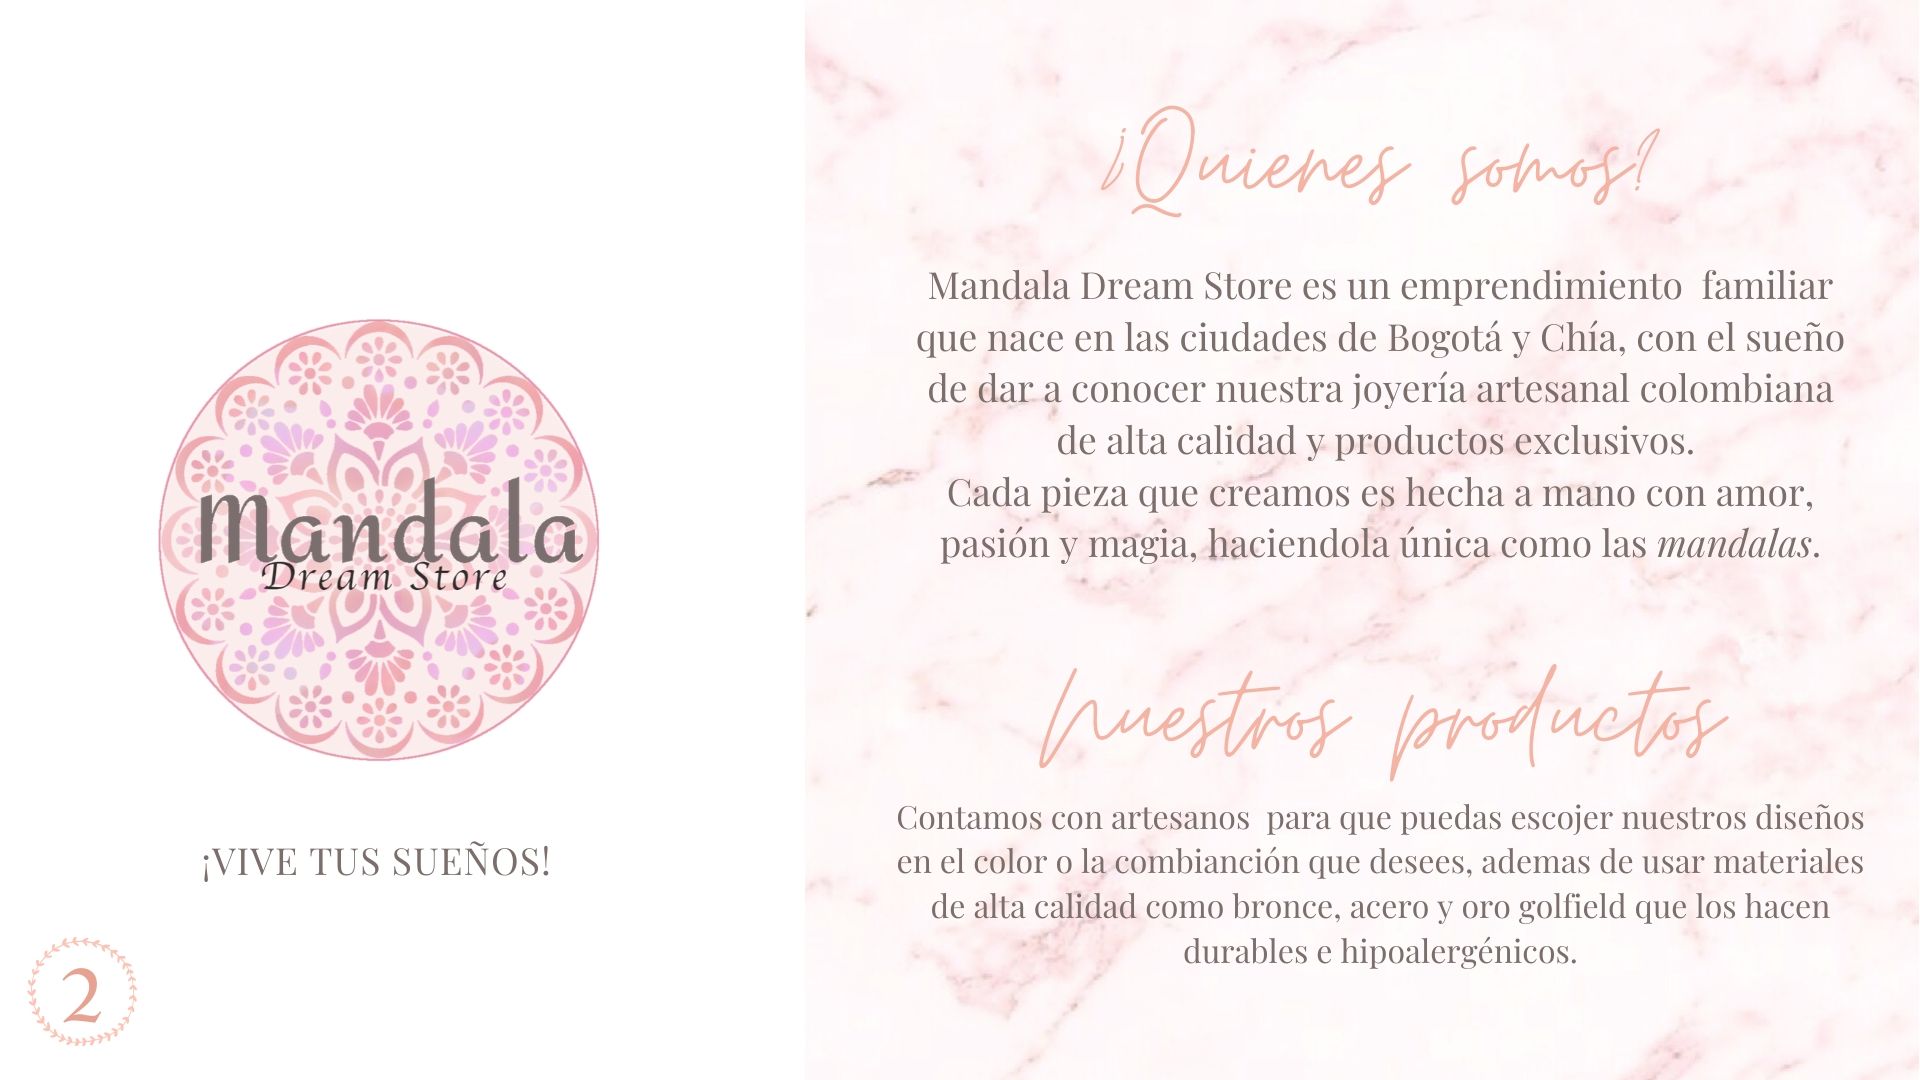 Mandala
Dream Store
¡VIVE TUS SUEÑOS!
2
¿Quienes somos?
Mandala Dream Store es un emprendimiento familiar
que nace en las ciudades de Bogotá y Chía, con el sueño
de dar a conocer nuestra joyería artesanal colombiana
de alta calidad y productos exclusivos.
Cada pieza que creamos es hecha a mano con amor,
pasión y magia, haciendola única como las mandalas.
Nuestros productos
Contamos con artesanos para que puedas escojer nuestros diseños
en el color o la combianción que desees, ademas de usar materiales
de alta calidad como bronce, acero y oro golfield que los hacen
durables e hipoalergénicos.